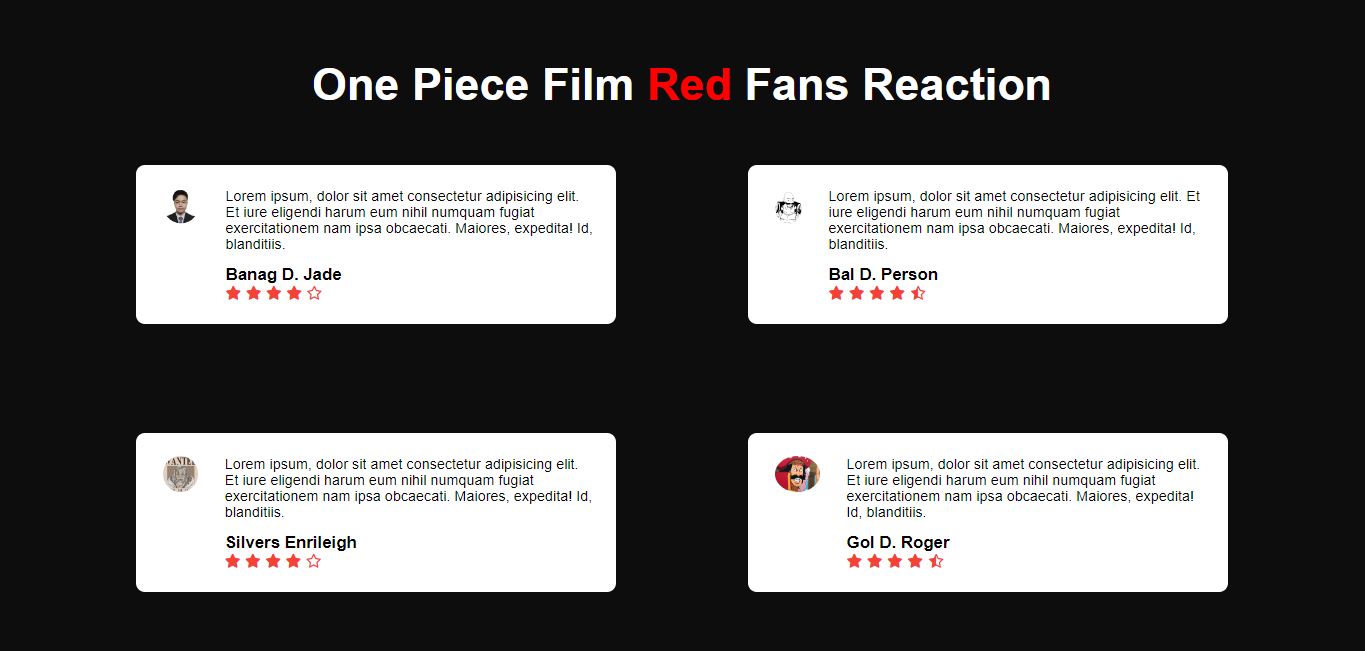 One Piece Film Red Fans Reaction
Lorem ipsum, dolor sit amet consectetur adipisicing elit.
Et iure eligendi harum eum nihil numquam fugiat
exercitationem nam ipsa obcaecati. Maiores, expedita! Id,
blanditiis.
Banag D. Jade
Lorem ipsum, dolor sit amet consectetur adipisicing elit. Et
iure eligendi harum eum nihil numquam fugiat
exercitationem nam ipsa obcaecati. Maiores, expedita! Id,
blanditiis.
Bal D. Person
Lorem ipsum, dolor sit amet consectetur adipisicing elit.
Et iure eligendi harum eum nihil numquam fugiat
exercitationem nam ipsa obcaecati. Maiores, expedita! Id,
blanditiis.
Silvers Enrileigh
Lorem ipsum, dolor sit amet consectetur adipisicing elit.
Et iure eligendi harum eum nihil numquam fugiat
exercitationem nam ipsa obcaecati. Maiores, expedita!
Id, blanditiis.
Gol D. Roger